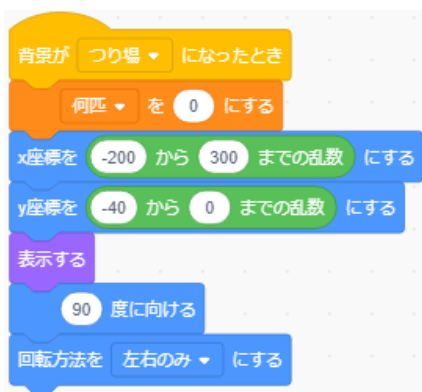 背景が つり場 になったとき
何匹 を 0 にする
x座標を -200 から 300 までの乱数 にする
y座標を -40 から 0 までの乱数 にする
表示する
90 度に向ける
回転方法を 左右のみ にする